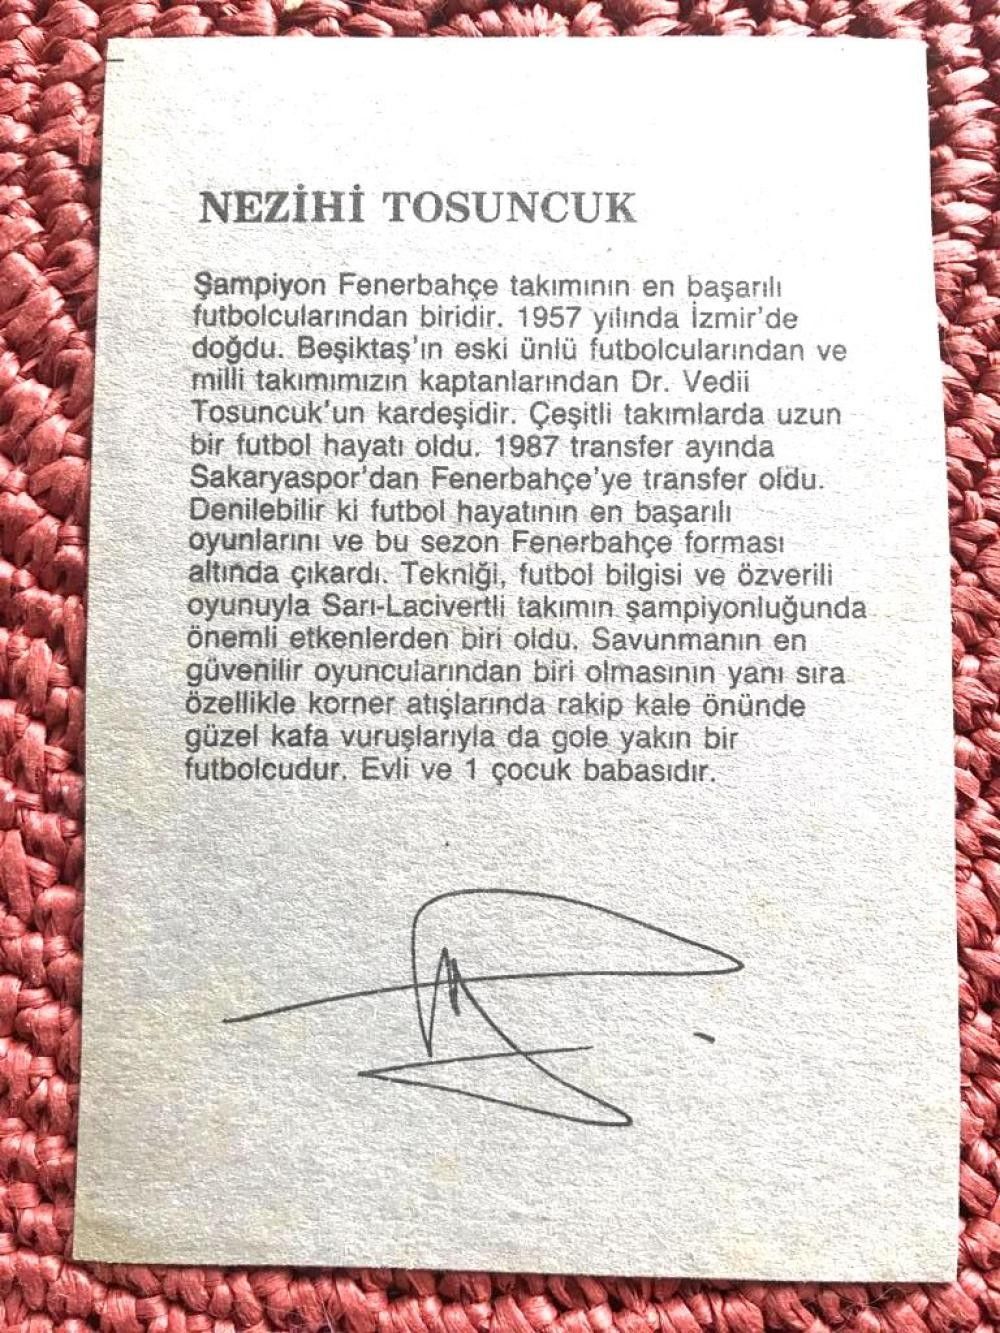 NEZİHİ TOSUNCUK
Şampiyon Fenerbahçe takımının en başarılı
futbolcularından biridir. 1957 yılında İzmir'de
doğdu. Beşiktaş'ın eski ünlü futbolcularından ve
milli takımımızın kaptanlarından Dr. Vedii
Tosuncuk'un kardeşidir. Çeşitli takımlarda uzun
bir futbol hayatı oldu. 1987 transfer ayında
Sakaryaspor'dan Fenerbahçe'ye transfer oldu.
Denilebilir ki futbol hayatının en başarılı
oyunlarını ve bu sezon Fenerbahçe forması
altında çıkardı. Tekniği, futbol bilgisi ve özverili
oyunuyla Sarı-Lacivertli takımın şampiyonluğunda
önemli etkenlerden biri oldu. Savunmanın en
güvenilir oyuncularından biri olmasının yanı sıra
özellikle korner atışlarında rakip kale önünde
güzel kafa vuruşlarıyla da gole yakın bir
futbolcudur. Evli ve 1 çocuk babasıdır.